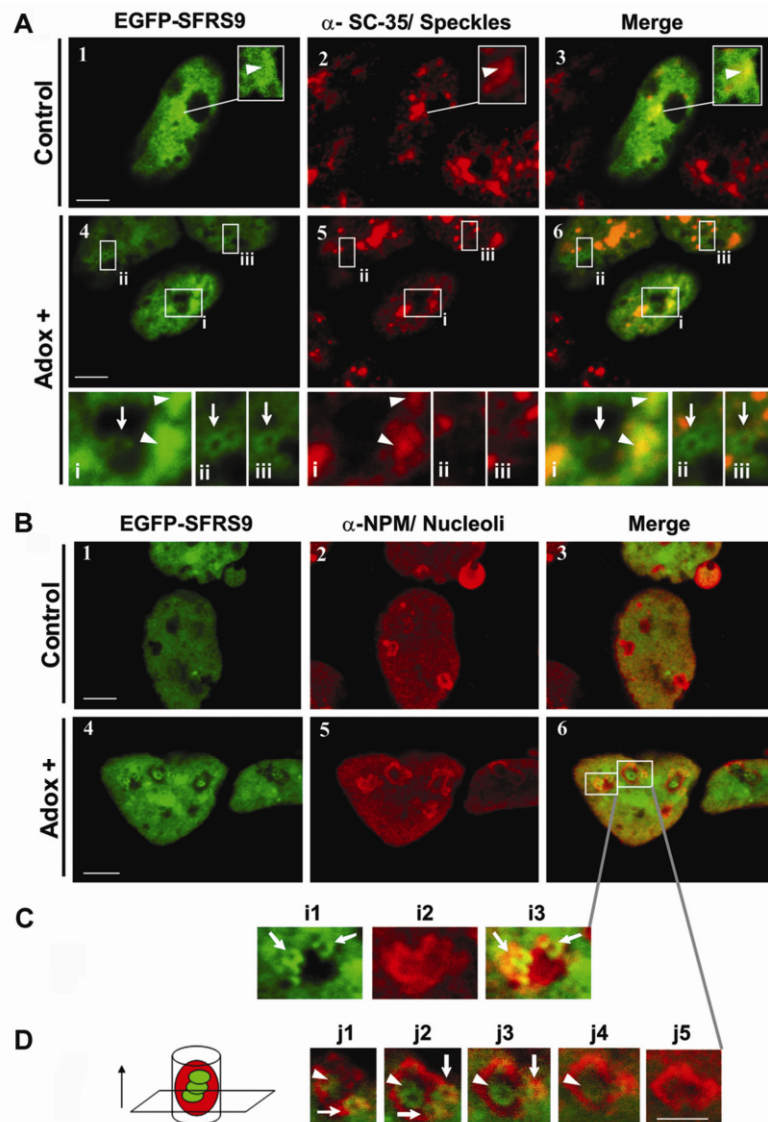 A
EGFP-SFRS9
α- SC-35/ Speckles
Merge
Control
1
2
3
Adox +
4
5
6
ii
iii
i
ii
iii
i
ii
iii
i
i
ii
iii
i
ii
iii
i
ii
iii
B
EGFP-SFRS9
α-NPM/ Nucleoli
Merge
Control
1
2
3
Adox +
4
5
6
C
i1
i2
i3
D
j1
j2
j3
j4
j5